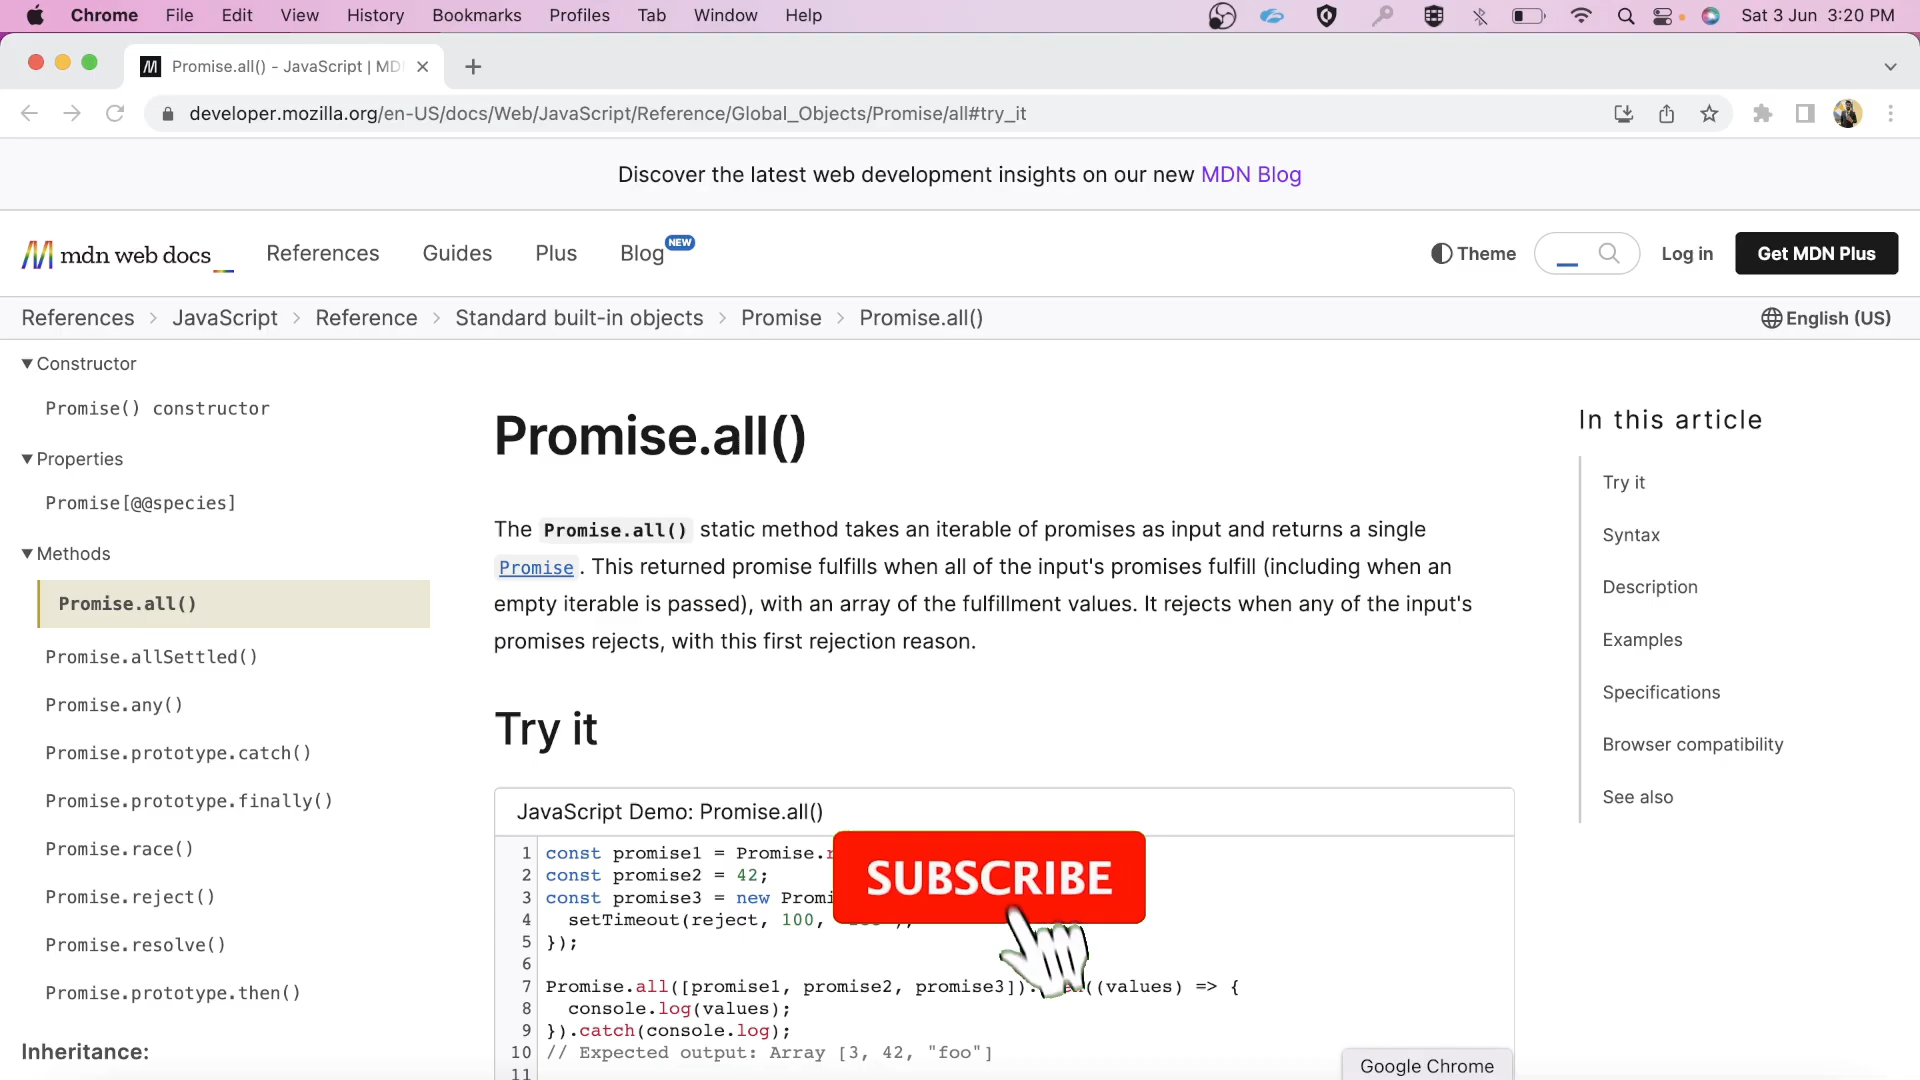 Chrome File Edit View History Bookmarks Profiles Tab Window Help Sat 3 Jun 3:20 PM
Promise.all() - JavaScript | MD
developer.mozilla.org/en-US/docs/Web/JavaScript/Reference/Global_Objects/Promise/all#try_it
Discover the latest web development insights on our new MDN Blog
mdn web docs References Guides Plus Blog NEW Theme Log in Get MDN Plus
References > JavaScript > Reference > Standard built-in objects > Promise > Promise.all() English (US)
Constructor
Promise() constructor
Properties
Promise[@@species]
Methods
Promise.all()
Promise.allSettled()
Promise.any()
Promise.prototype.catch()
Promise.prototype.finally()
Promise.race()
Promise.reject()
Promise.resolve()
Promise.prototype.then()
Inheritance:
Promise.all()
The Promise.all() static method takes an iterable of promises as input and returns a single
Promise. This returned promise fulfills when all of the input's promises fulfill (including when an
empty iterable is passed), with an array of the fulfillment values. It rejects when any of the input's
promises rejects, with this first rejection reason.
Try it
JavaScript Demo: Promise.all()
1 const promise1 = Promise.r
2 const promise2 = 42;
3 const promise3 = new Promi
4 setTimeout(reject, 100,
5 });
6
7 Promise.all([promise1, promise2, promise3]). ((values) => {
8 console.log(values);
9 }).catch(console.log);
10 // Expected output: Array [3, 42, "foo"]
11
SUBSCRIBE
Google Chrome
In this article
Try it
Syntax
Description
Examples
Specifications
Browser compatibility
See also